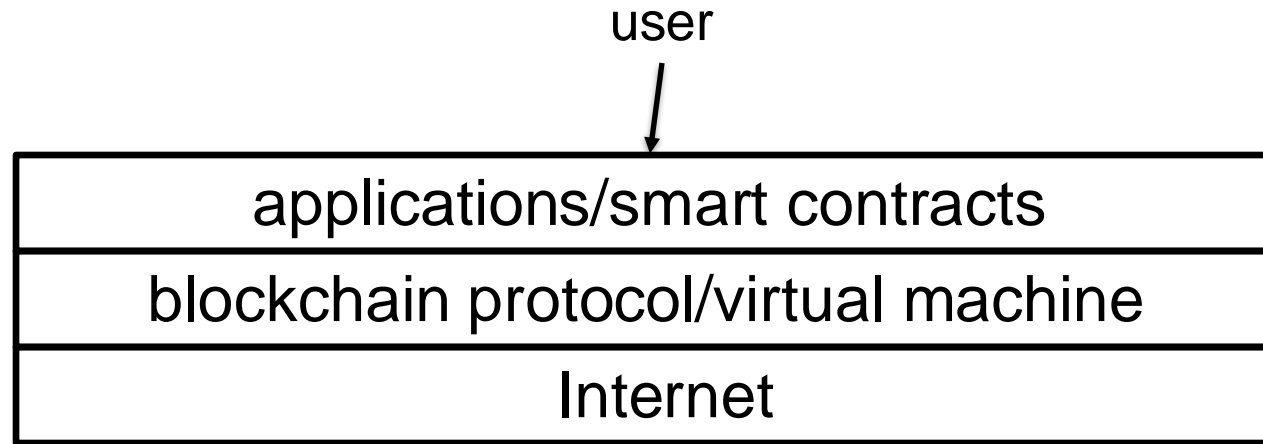 user
applications/smart contracts
blockchain protocol/virtual machine
Internet